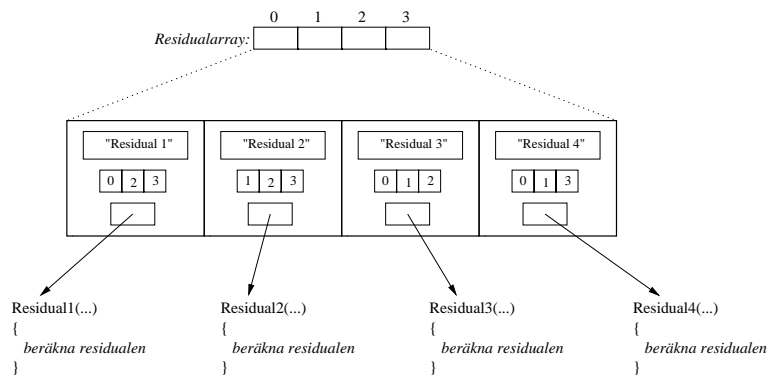 0 1 2 3
Residualarray:
"Residual 1" "Residual 2" "Residual 3" "Residual 4"
0 2 3 1 2 3 0 1 2 0 1 3
Residual1(...) Residual2(...) Residual3(...) Residual4(...)
{ { { {
beräkna residualen beräkna residualen beräkna residualen beräkna residualen
} } } }